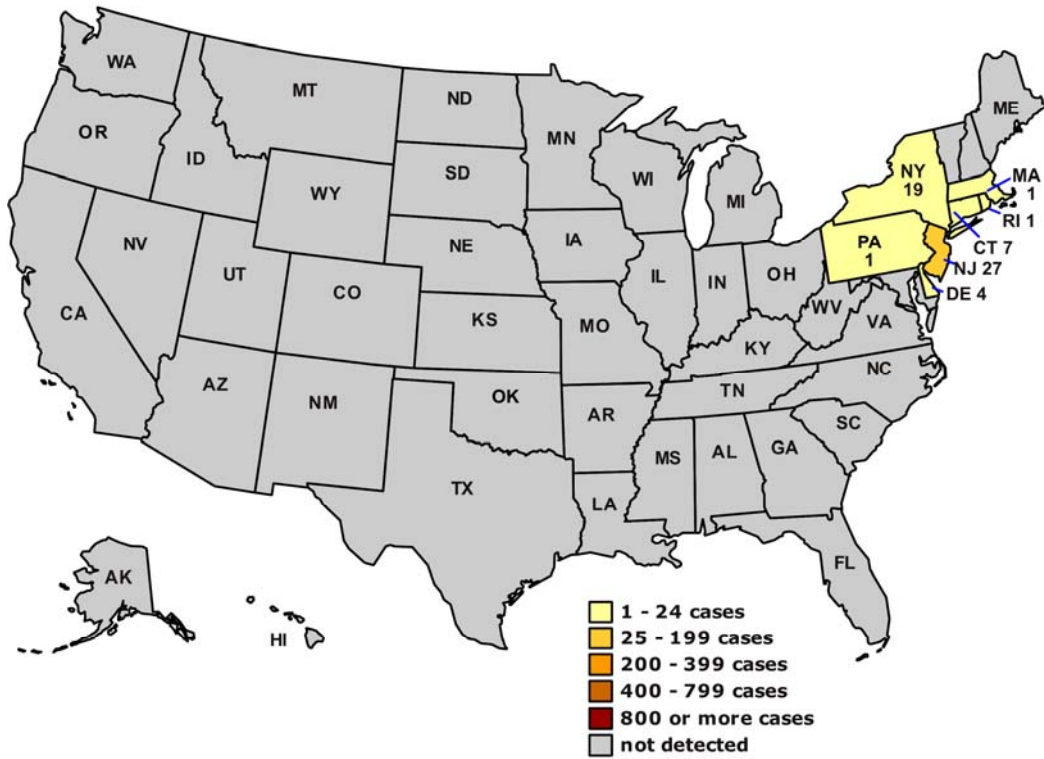 WA
MT
ND
MN
ME
OR
ID
SD
WI
NY
19
MA
1
WY
MI
RI 1
NV
NE
IA
PA
1
CT 7
NJ 27
UT
CO
IL
IN
OH
DE 4
CA
KS
MO
WV
VA
KY
AZ
NM
OK
AR
TN
NC
SC
TX
MS
AL
GA
LA
FL
AK
HI
1 - 24 cases
25 - 199 cases
200 - 399 cases
400 - 799 cases
800 or more cases
not detected